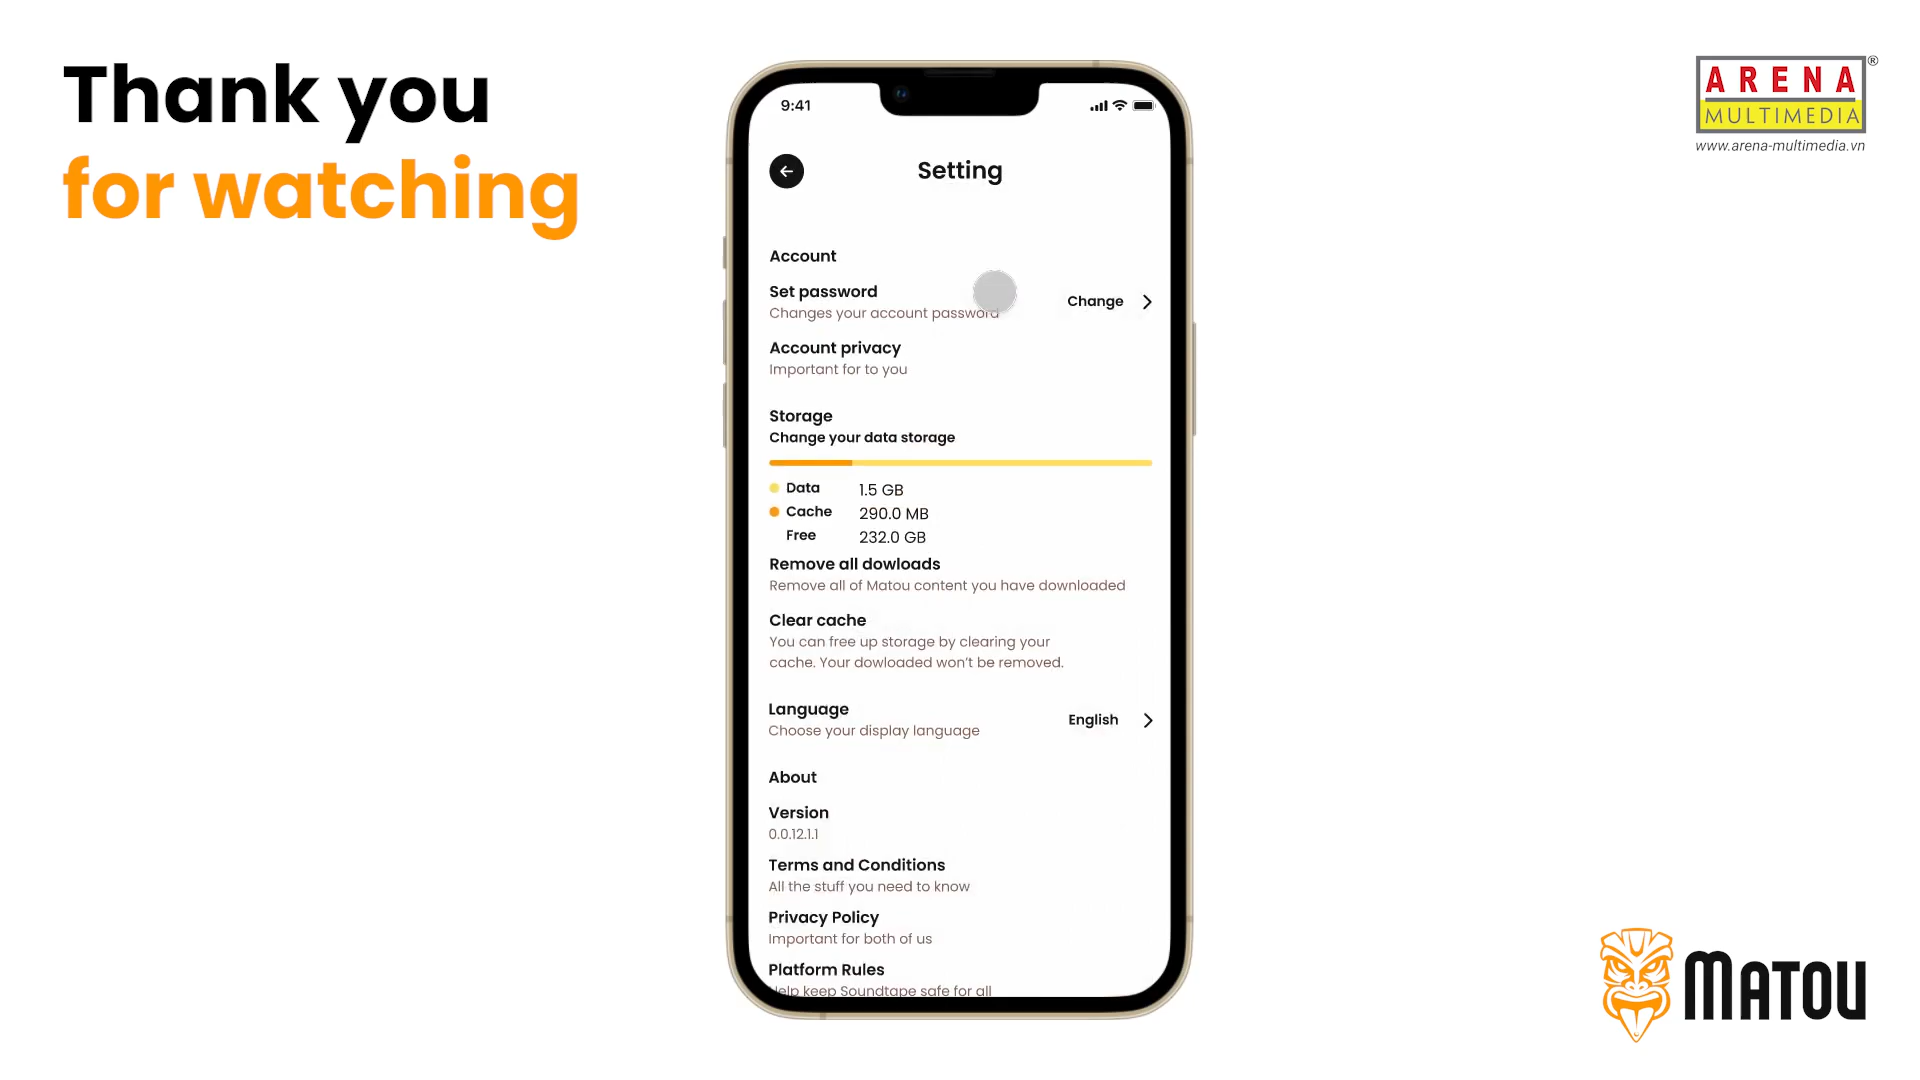 Thank you
for watching
ARENA ®
MULTIMEDIA
www.arena-multimedia.vn
9:41
Setting
Account
Set password
Changes your account password
Change
Account privacy
Important for to you
Storage
Change your data storage
Data 1.5 GB
Cache 290.0 MB
Free 232.0 GB
Remove all dowloads
Remove all of Matou content you have downloaded
Clear cache
You can free up storage by clearing your
cache. Your dowloaded won't be removed.
Language
Choose your display language
English
About
Version
0.0.12.1.1
Terms and Conditions
All the stuff you need to know
Privacy Policy
Important for both of us
Platform Rules
Help keep Soundtape safe for all
MATOU